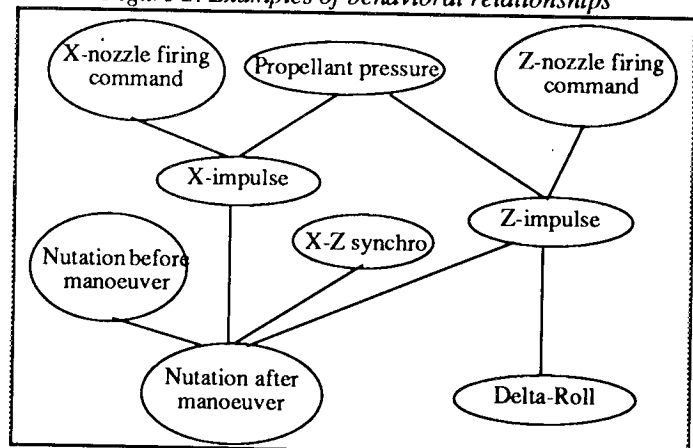 Figure 2: Examples of behavioral relationships
X-nozzle firing
command
Propellant pressure
Z-nozzle firing
command
X-impulse
Z-impulse
X-Z synchro
Nutation before
manoeuver
Nutation after
manoeuver
Delta-Roll